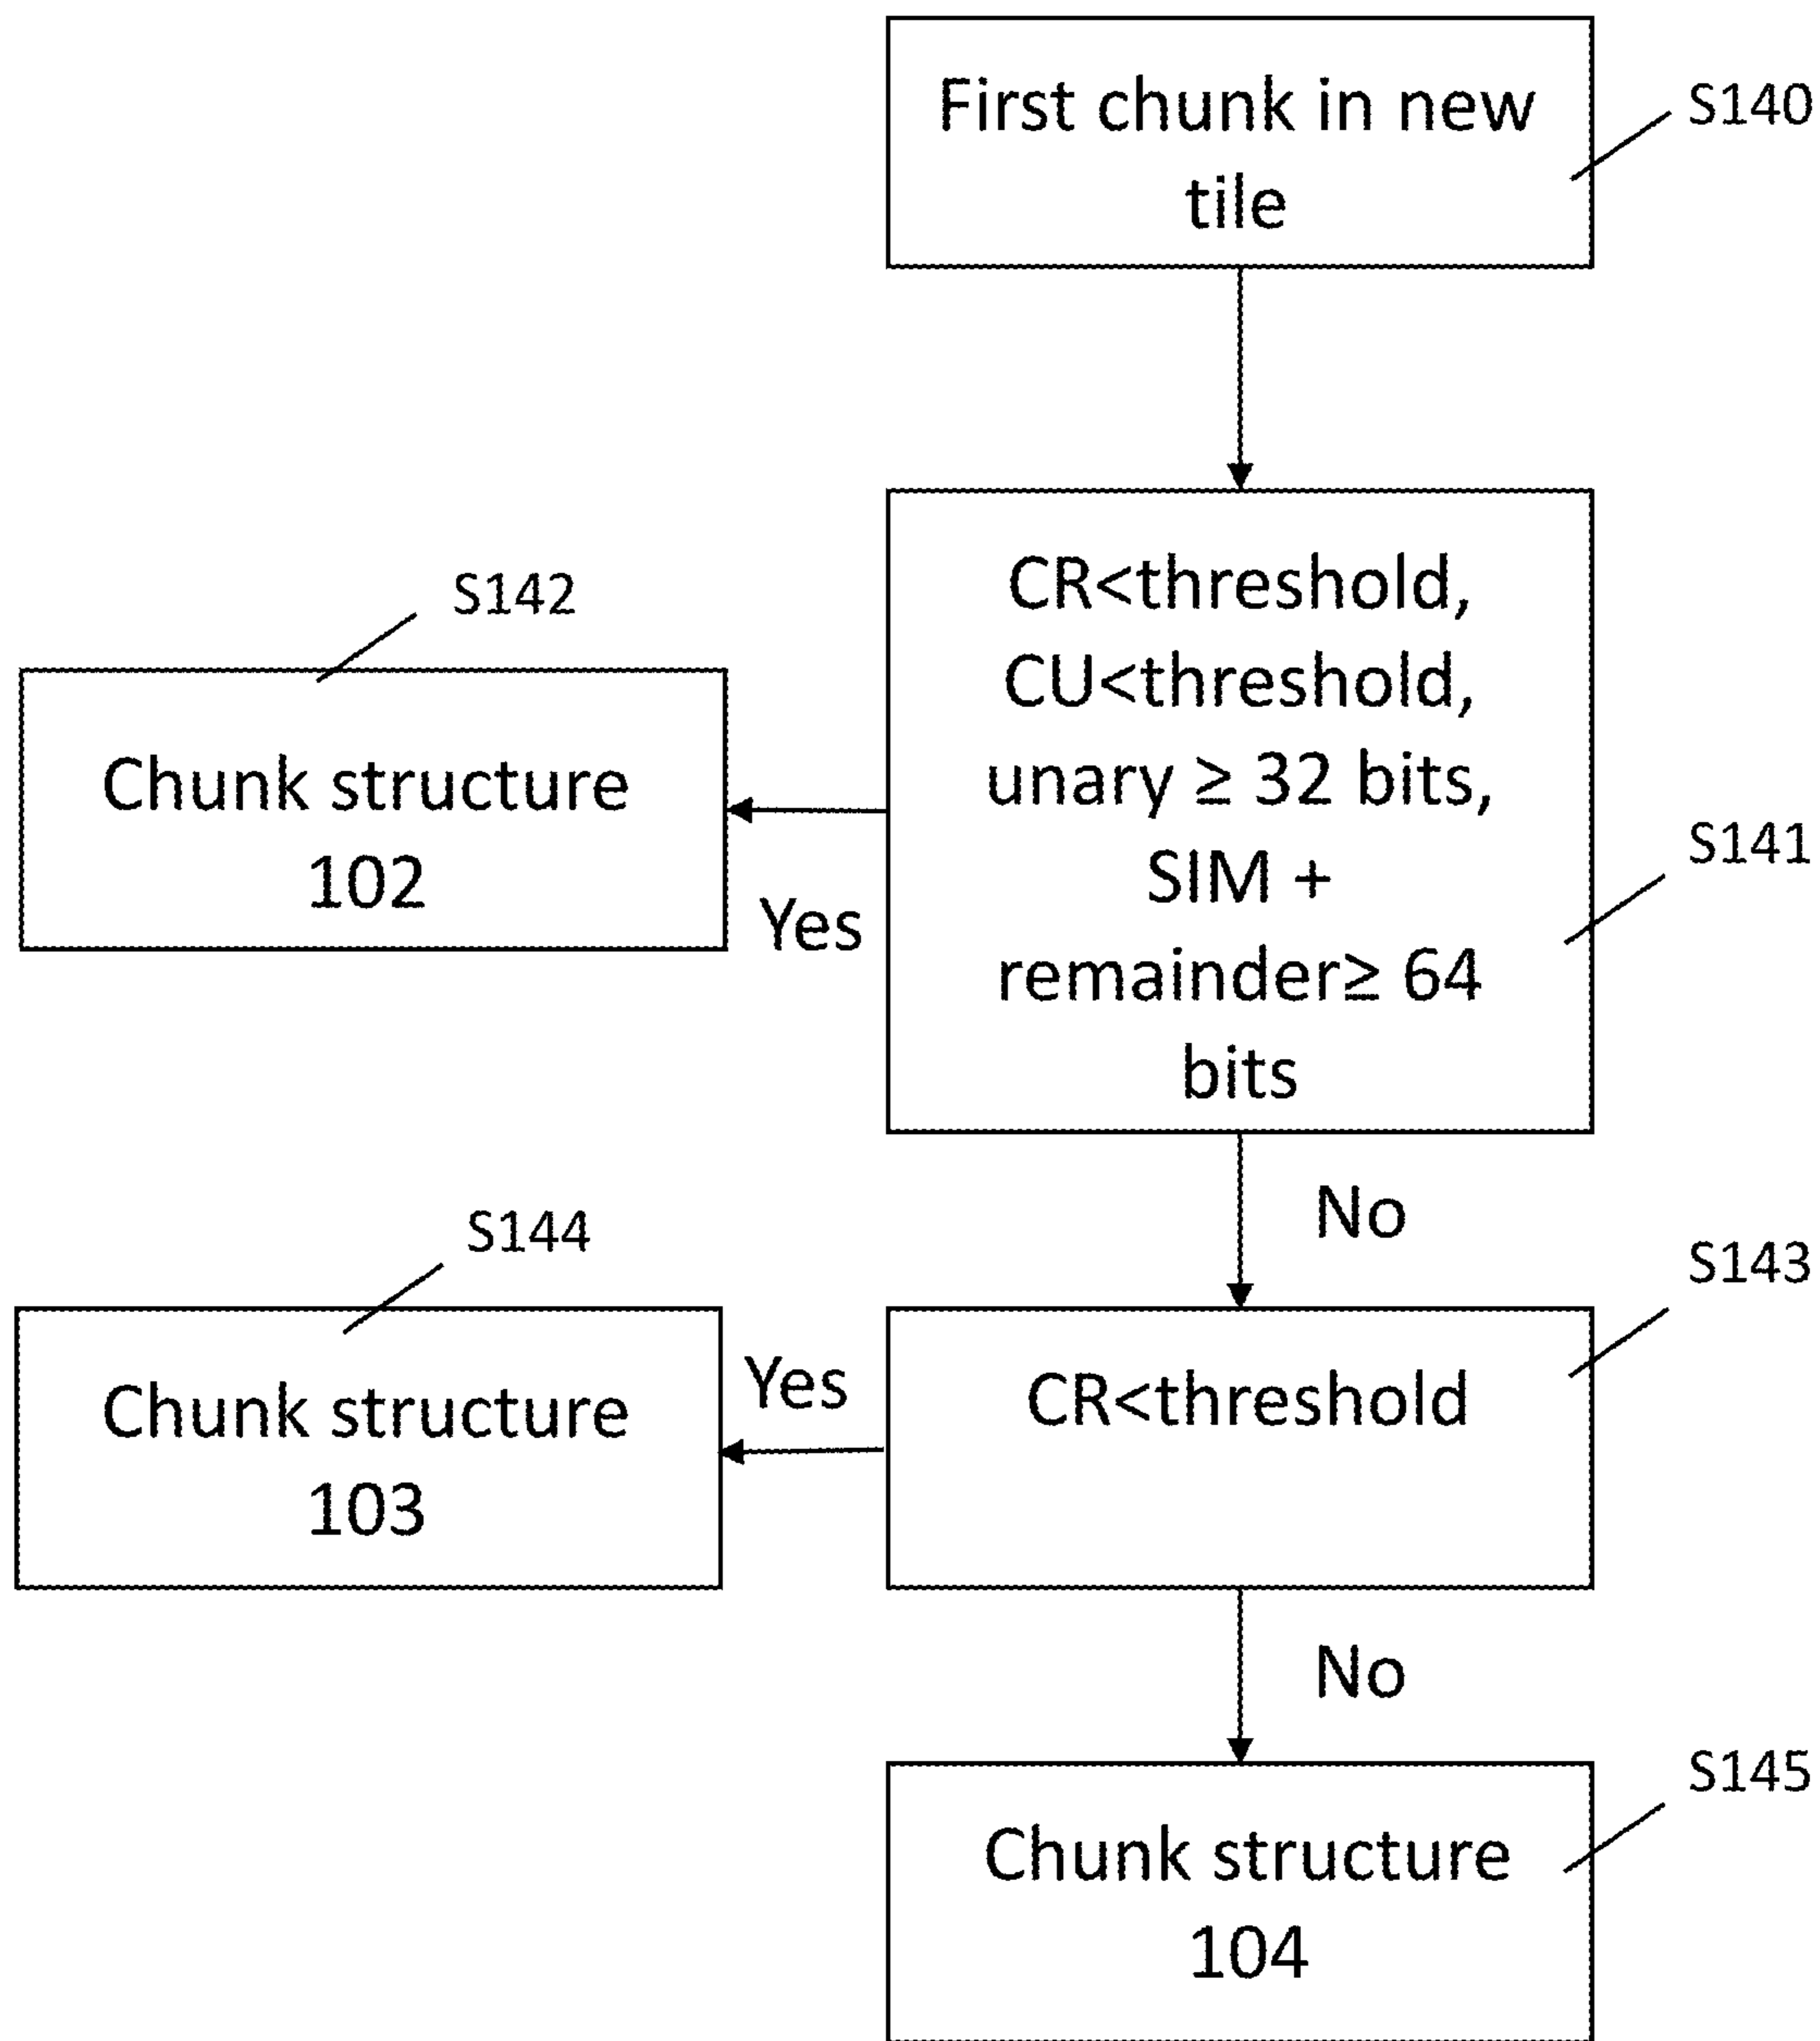 First chunk in new
tile
S140
CR<threshold,
CU<threshold,
unary ≥ 32 bits,
SIM +
remainder≥ 64
bits
S141
S142
Chunk structure
102
Yes
No
S143
CR<threshold
S144
Chunk structure
103
Yes
No
S145
Chunk structure
104